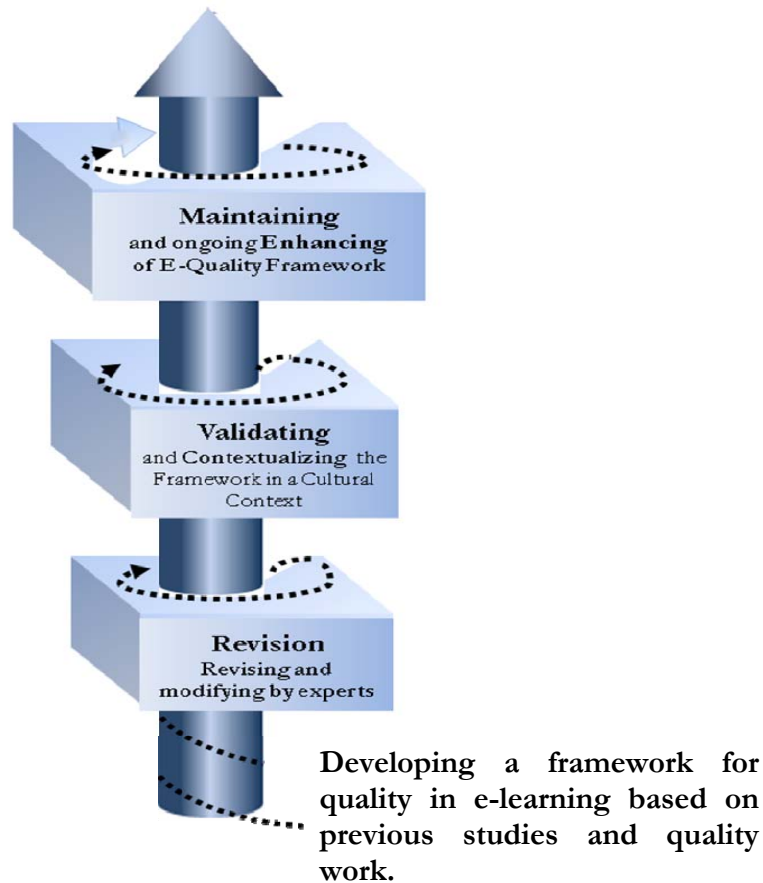 Maintaining
and ongoing Enhancing
of E-Quality Framework
Validating
and Contextualizing the
Framework in a Cultural
Context
Revision
Revising and
modifying by experts
Developing a framework for
quality in e-learning based on
previous studies and quality
work.